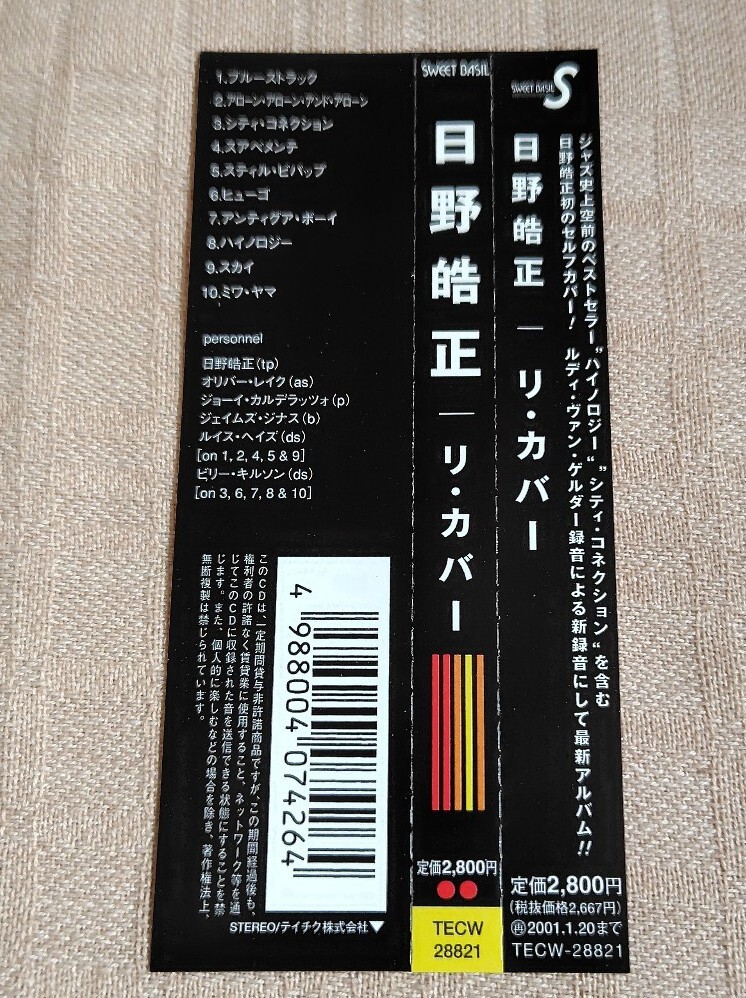 1.ブルーストラック
2.アローン・アローン・アンド・アローン
3.シティ・コネクション
4.スアベメンテ
5.スティル・ビバップ
6.ヒューゴ
7.アンティグア・ボーイ
8.ハイノロジー
9.スカイ
10.ミワ・ヤマ
personnel
日野皓正(tp)
オリバー・レイク(as)
ジョーイ・カルデラッツォ(p)
ジェイムズ・ジナス(b)
ルイス・ヘイズ(ds)
[on 1, 2, 4, 5 & 9]
ビリー・キルソン(ds)
[on 3, 6, 7, 8 & 10]
このCDは、一定期間貸与非許諾商品ですが、この期間経過後も、
権利者の許諾なく賃貸業に使用すること、ネットワーク等を通
じてこのCDに収録された音を送信できる状態にすることを禁
じます。また、個人的に楽しむなどの場合を除き、著作権法上、
無断複製は禁じられています。
4 988004 074264
STEREO/テイチク株式会社▼
SWEET BASIL
日野皓正―リ・カバー
定価2,800円
TECW
28821
SWEET BASIL S
日野皓正―リ・カバー
ジャズ史上空前のベストセラー"ハイノロジー" "シティ・コネクション"を含む
日野皓正初のセルフカバー! ルディ・ヴァン・ゲルダー録音による新録音にして最新アルバム!!
定価2,800円
(税抜価格2,667円)
再2001.1.20まで
TECW-28821